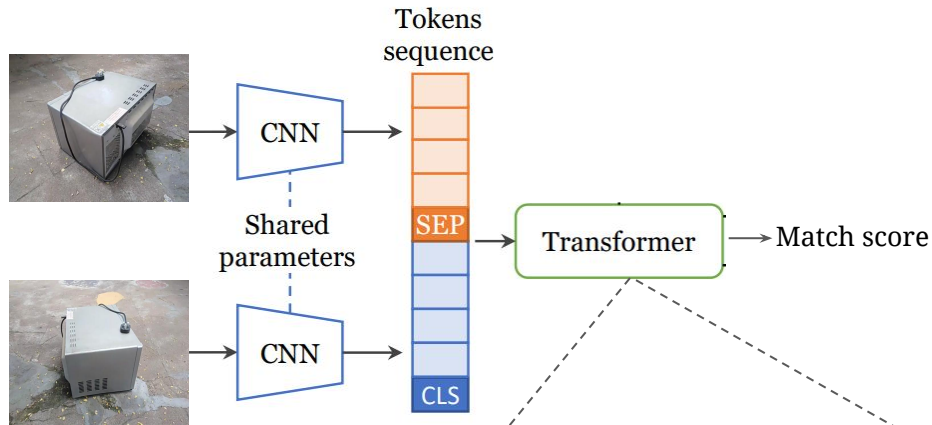 Tokens
sequence
CNN
SEP
Shared
parameters
Transformer
Match score
CNN
CLS